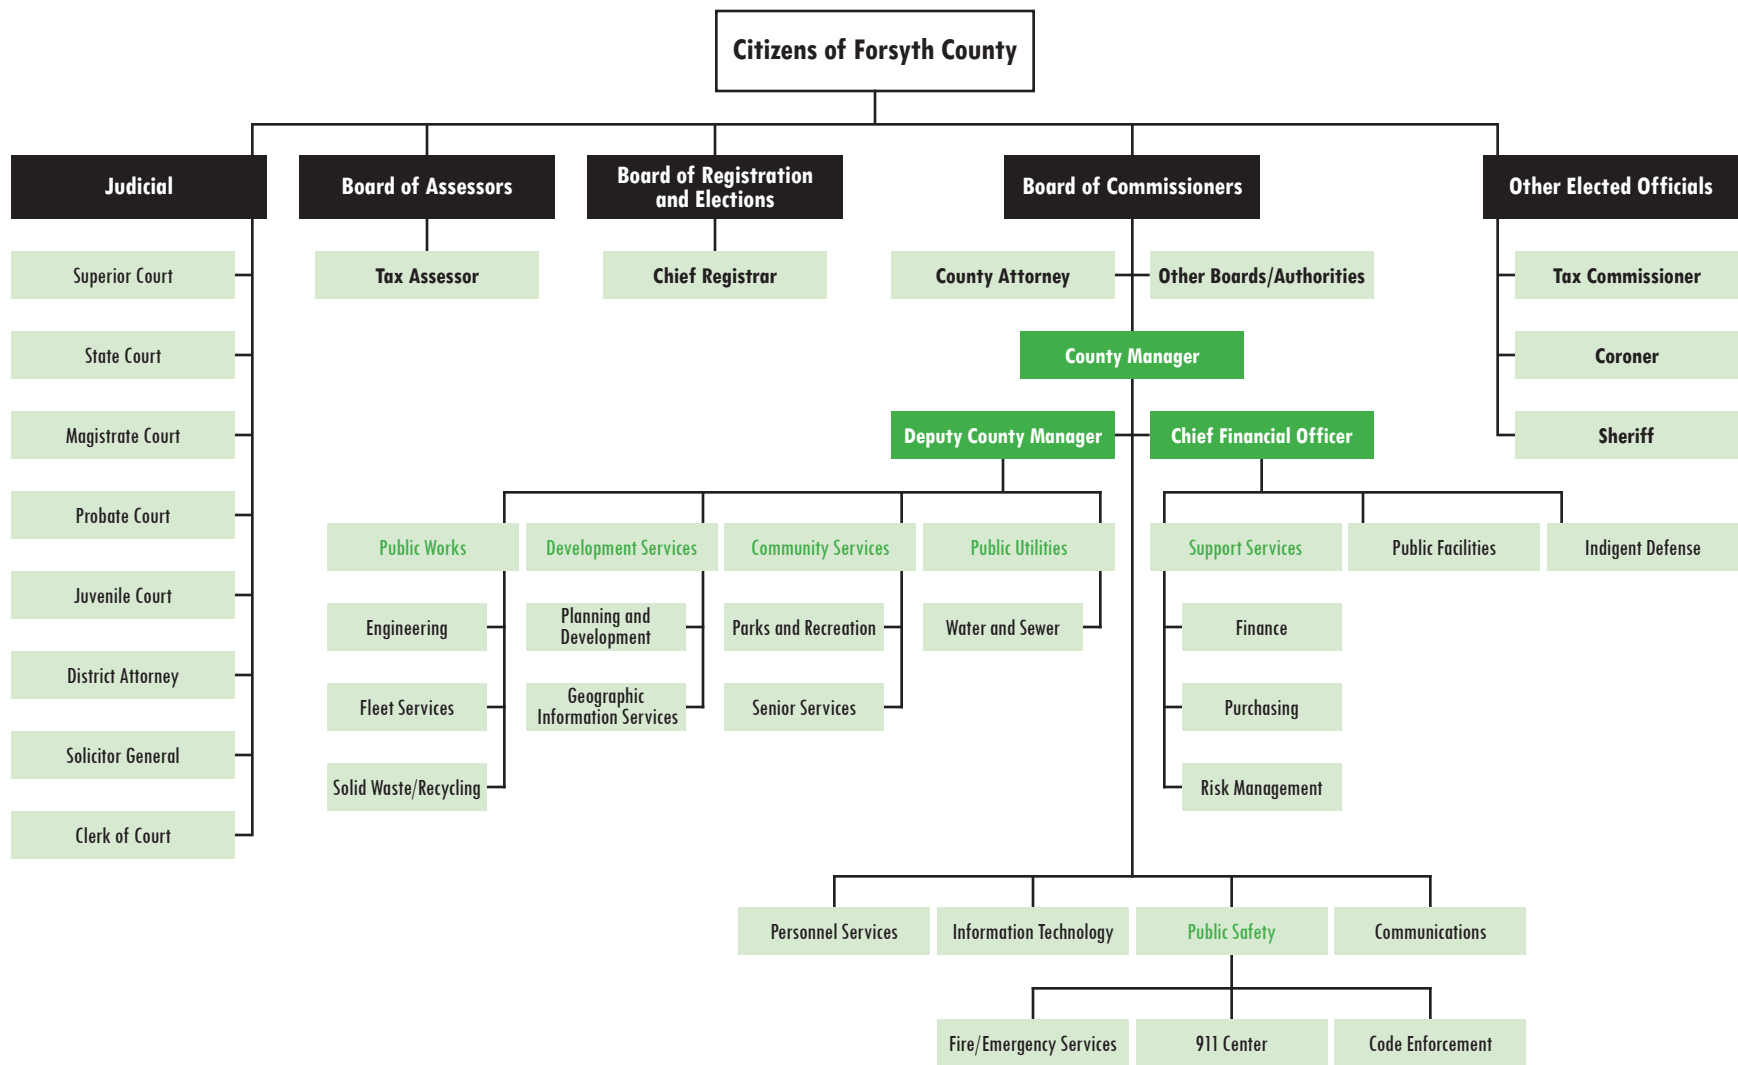 Citizens of Forsyth County
Judicial
Board of Assessors
Board of Registration
and Elections
Board of Commissioners
Other Elected Officials
Superior Court
Tax Assessor
Chief Registrar
County Attorney
Other Boards/Authorities
Tax Commissioner
State Court
County Manager
Coroner
Magistrate Court
Deputy County Manager
Chief Financial Officer
Sheriff
Probate Court
Public Works
Development Services
Community Services
Public Utilities
Support Services
Public Facilities
Indigent Defense
Juvenile Court
Engineering
Planning and
Development
Parks and Recreation
Water and Sewer
Finance
District Attorney
Fleet Services
Geographic
Information Services
Senior Services
Purchasing
Solicitor General
Solid Waste/Recycling
Risk Management
Clerk of Court
Personnel Services
Information Technology
Public Safety
Communications
Fire/Emergency Services
911 Center
Code Enforcement